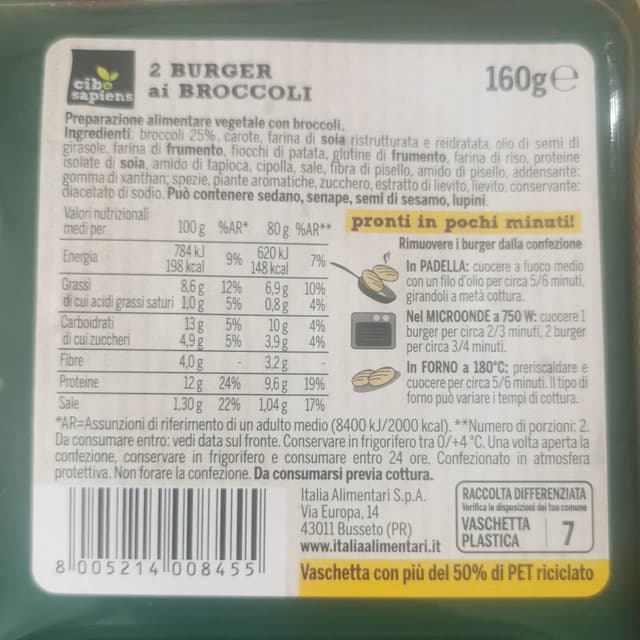 cibo
sapiens
2 BURGER
ai BROCCOLI
160g ℮
Preparazione alimentare vegetale con broccoli.
Ingredienti: broccoli 25%, carote, farina di soia ristrutturata e reidratata, olio di semi di
girasole, farina di frumento, fiocchi di patata, glutine di frumento, farina di riso, proteine
isolate di soia, amido di tapioca, cipolla, sale, fibra di pisello, amido di pisello, addensante:
gomma di xanthan; spezie, piante aromatiche, zucchero, estratto di lievito, lievito, conservante:
diacetato di sodio. Può contenere sedano, senape, semi di sesamo, lupini.
Valori nutrizionali
medi per 100 g %AR* 80 g %AR**
Energia 784 kJ 198 kcal 9% 620 kJ 148 kcal 7%
Grassi 8,6 g 12% 6,9 g 10%
di cui acidi grassi saturi 1,0 g 5% 0,8 g 4%
Carboidrati 13 g 5% 10 g 4%
di cui zuccheri 4,9 g 5% 3,9 g 4%
Fibre 4,0 g - 3,2 g -
Proteine 12 g 24% 9,6 g 19%
Sale 1,30 g 22% 1,04 g 17%
pronti in pochi minuti!
Rimuovere i burger dalla confezione
In PADELLA: cuocere a fuoco medio
con un filo d'olio per circa 5/6 minuti,
girandoli a metà cottura.
Nel MICROONDE a 750 W: cuocere 1
burger per circa 2/3 minuti, 2 burger
per circa 3/4 minuti.
In FORNO a 180°C: preriscaldare e
cuocere per circa 5/6 minuti. Il tipo di
forno può variare i tempi di cottura.
*AR=Assunzioni di riferimento di un adulto medio (8400 kJ/2000 kcal). **Numero di porzioni: 2.
Da consumare entro: vedi data sul fronte. Conservare in frigorifero tra 0/+4 °C. Una volta aperta la
confezione, conservare in frigorifero e consumare entro 24 ore. Confezionato in atmosfera
protettiva. Non forare la confezione. Da consumarsi previa cottura.
8 005214 008455
Italia Alimentari S.p.A.
Via Europa, 14
43011 Busseto (PR)
www.italiaalimentari.it
RACCOLTA DIFFERENZIATA
Verifica le disposizioni del tuo comune
VASCHETTA
PLASTICA
7
Vaschetta con più del 50% di PET riciclato